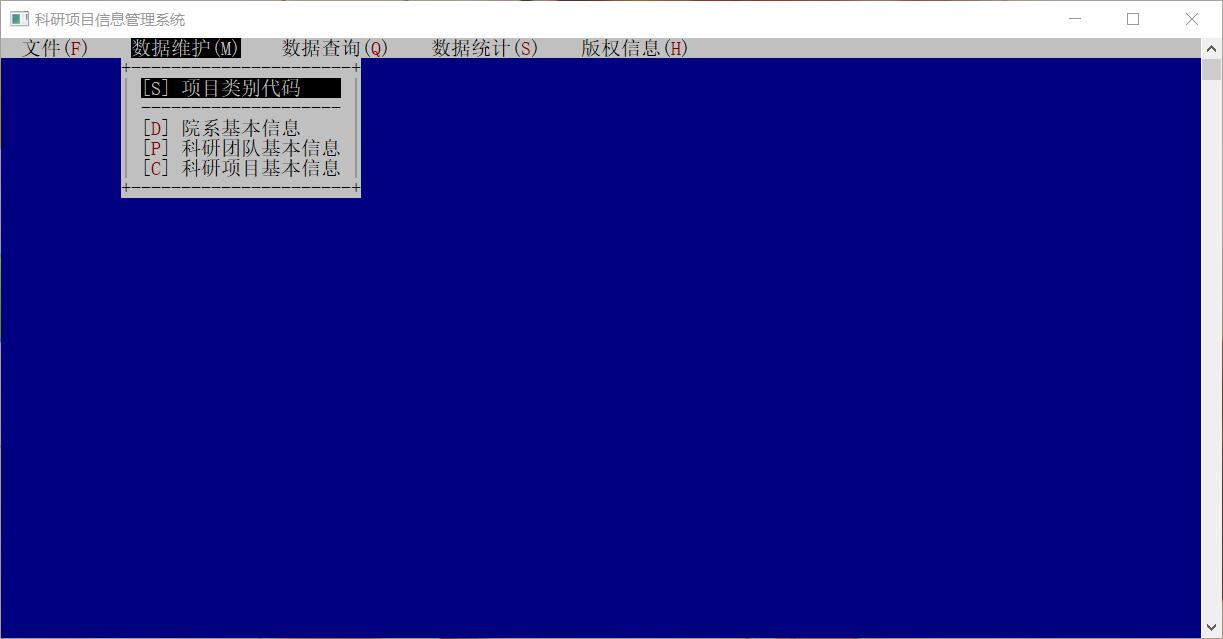 科研项目信息管理系统
文件(F) 数据维护(M) 数据查询(Q) 数据统计(S) 版权信息(H)
[S] 项目类别代码
[D] 院系基本信息
[P] 科研团队基本信息
[C] 科研项目基本信息